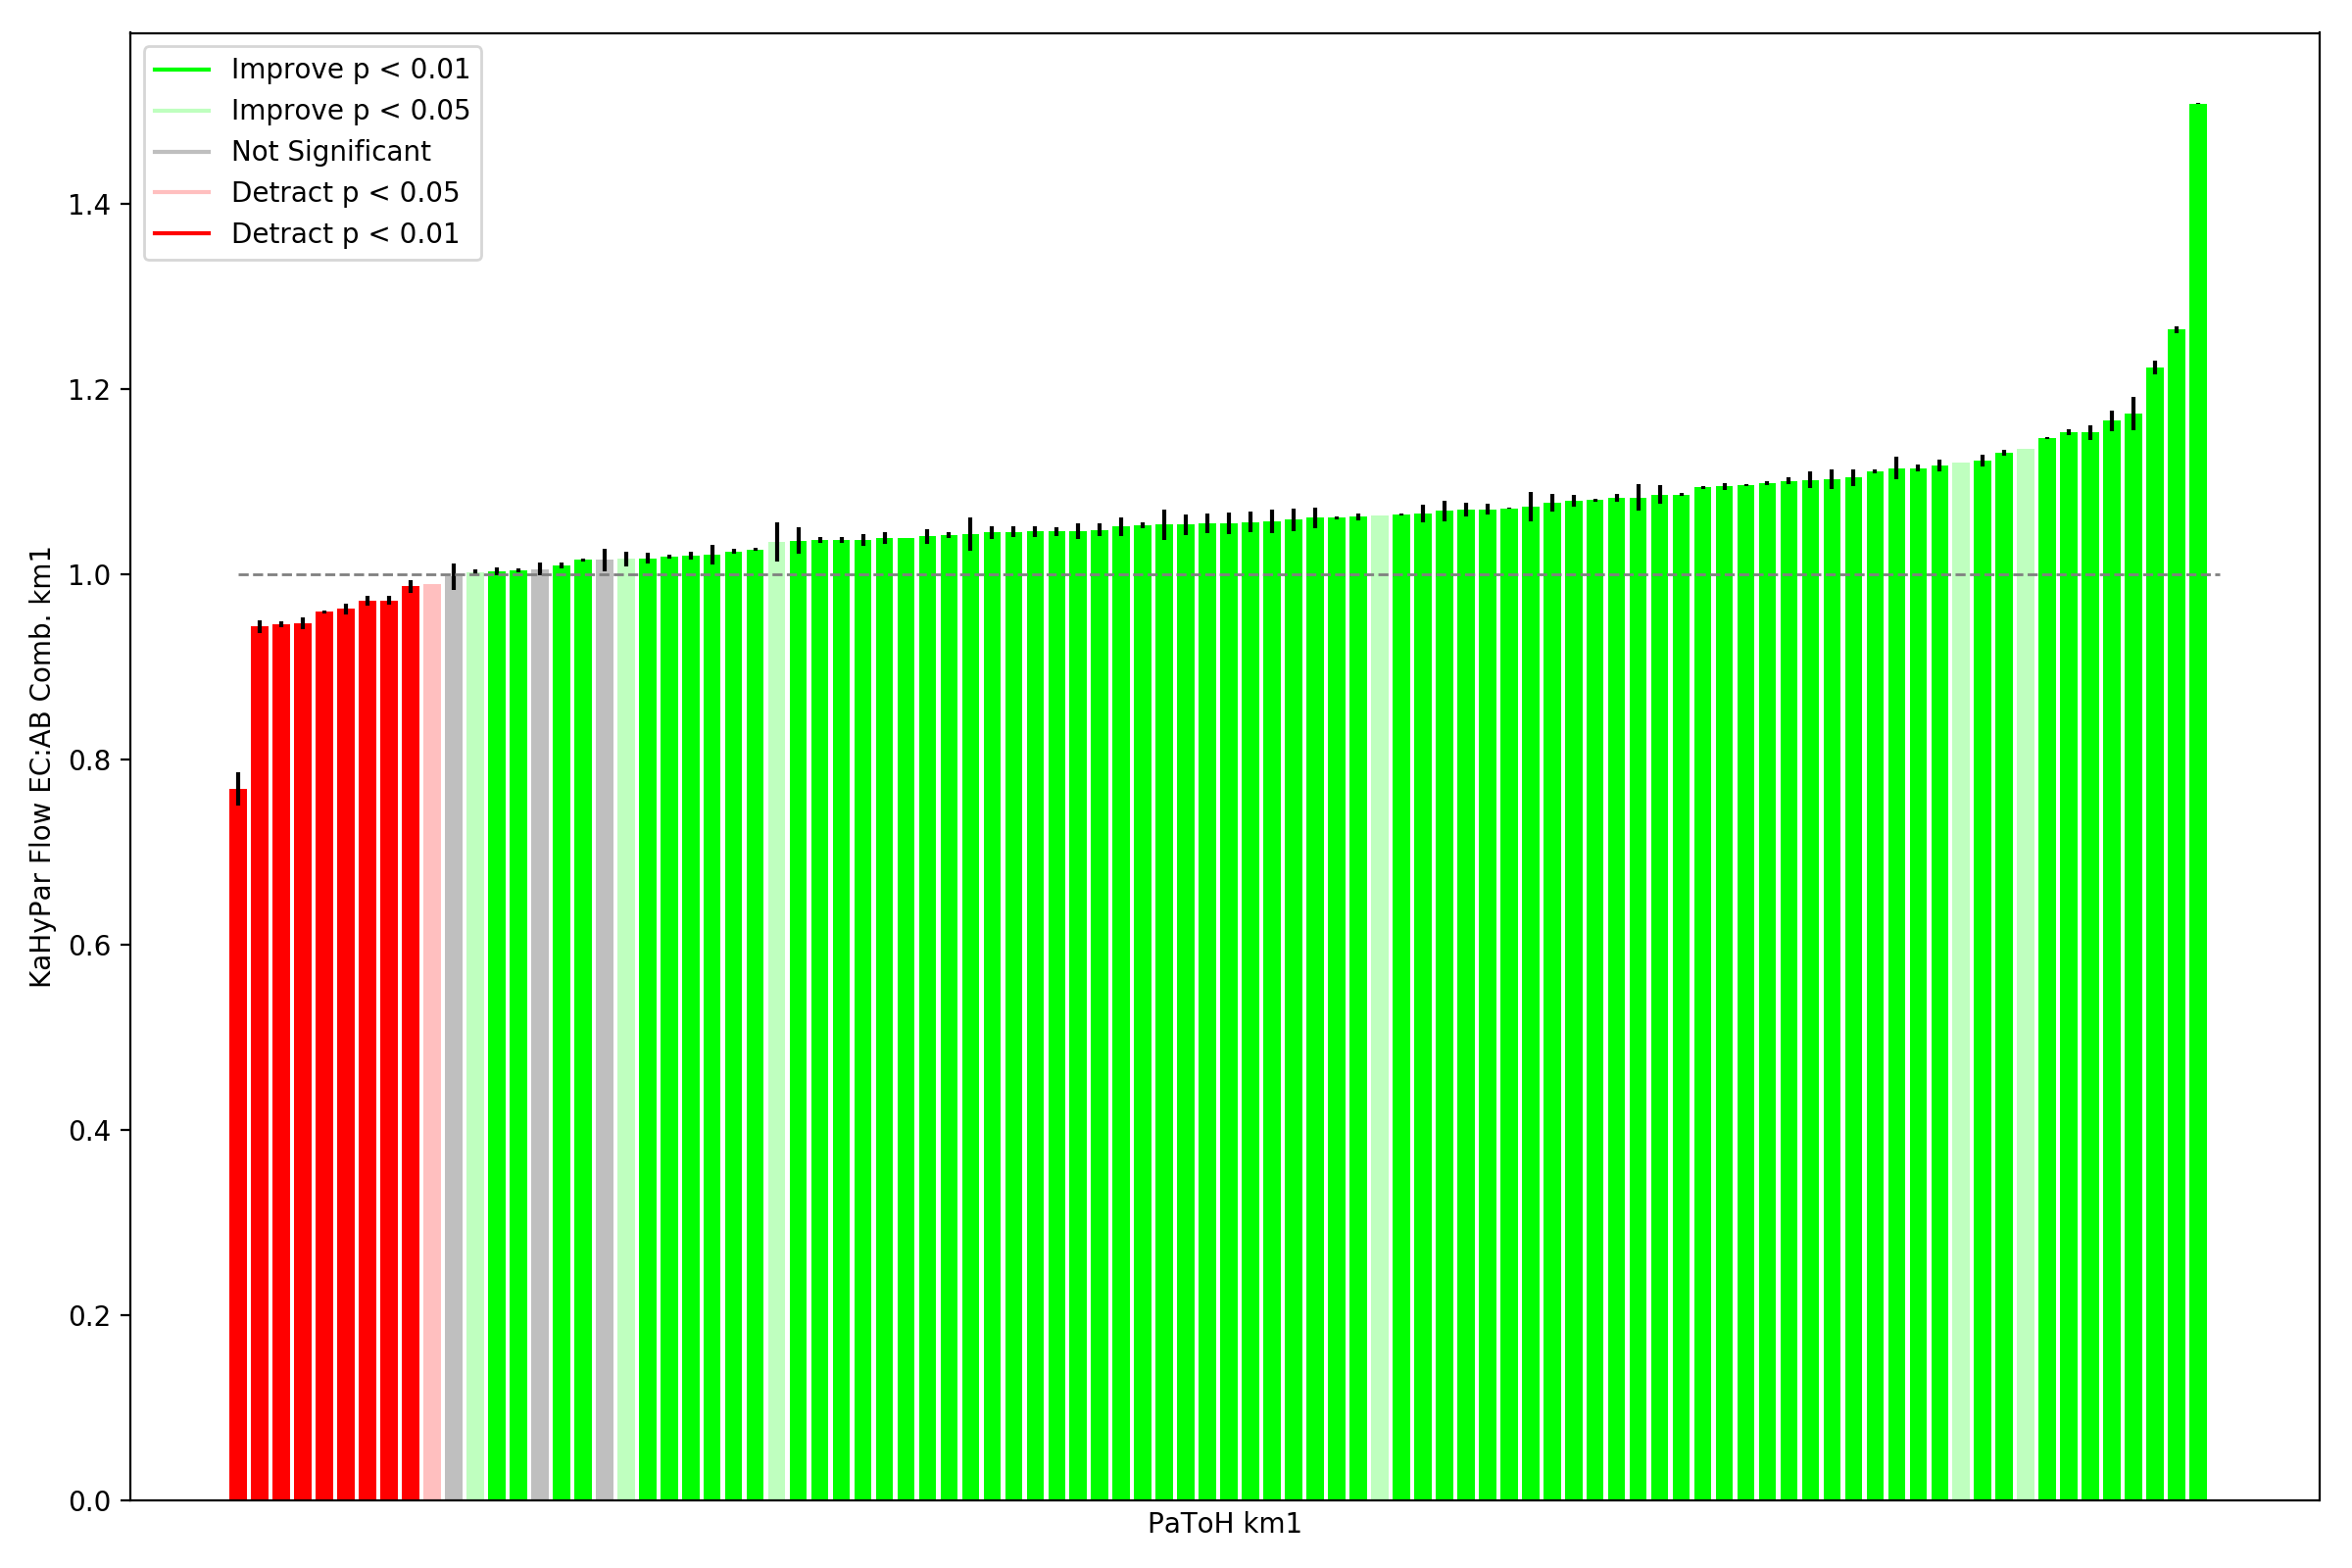 Improve p < 0.01
Improve p < 0.05
Not Significant
Detract p < 0.05
Detract p < 0.01
1.4
1.2
1.0
0.8
0.6
0.4
0.2
0.0
KaHyPar Flow EC:AB Comb. km1
PaToH km1